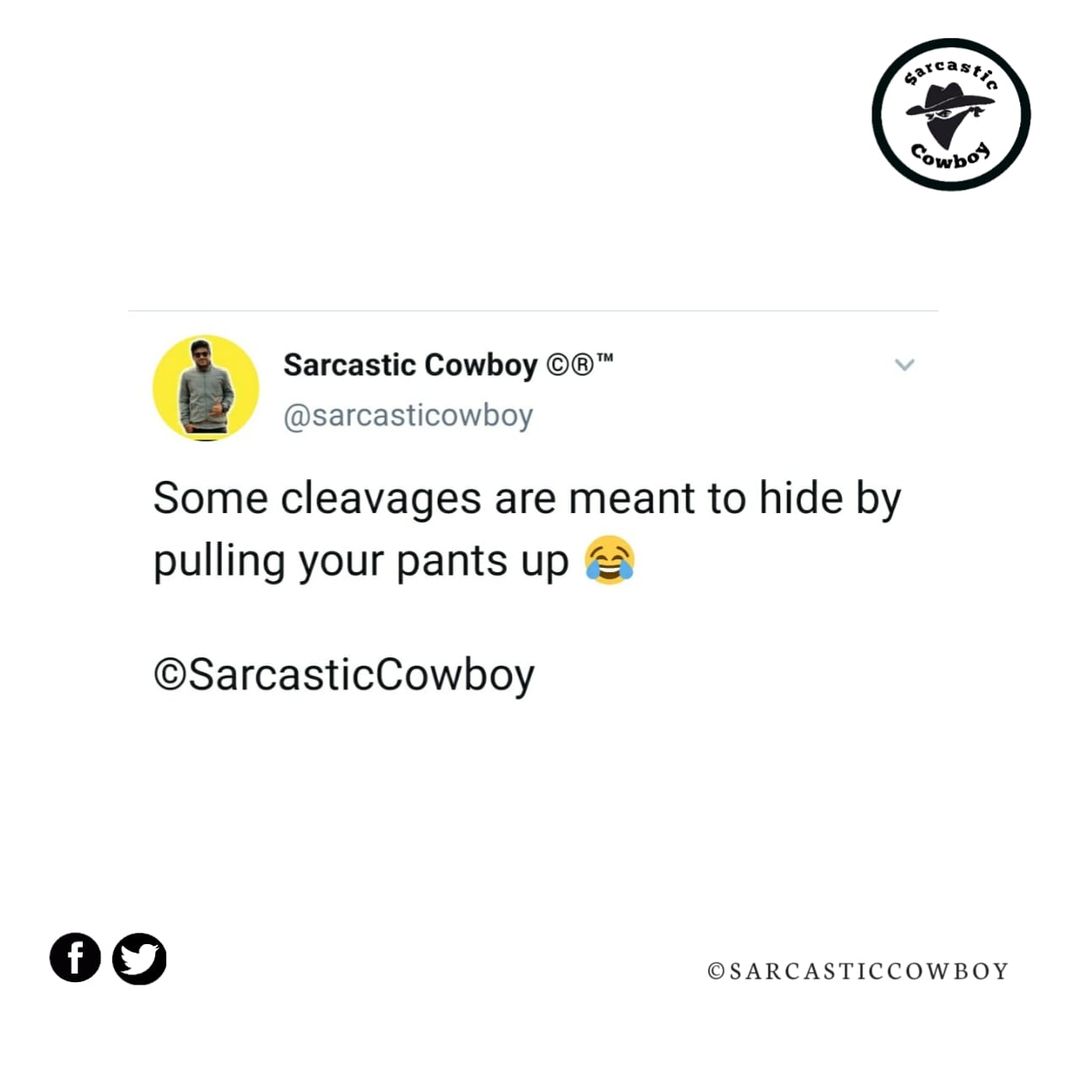 Sarcastic
Cowboy
Sarcastic Cowboy ©®™
@sarcasticowboy
Some cleavages are meant to hide by
pulling your pants up 😂
©SarcasticCowboy
©SARCASTICCOWBOY